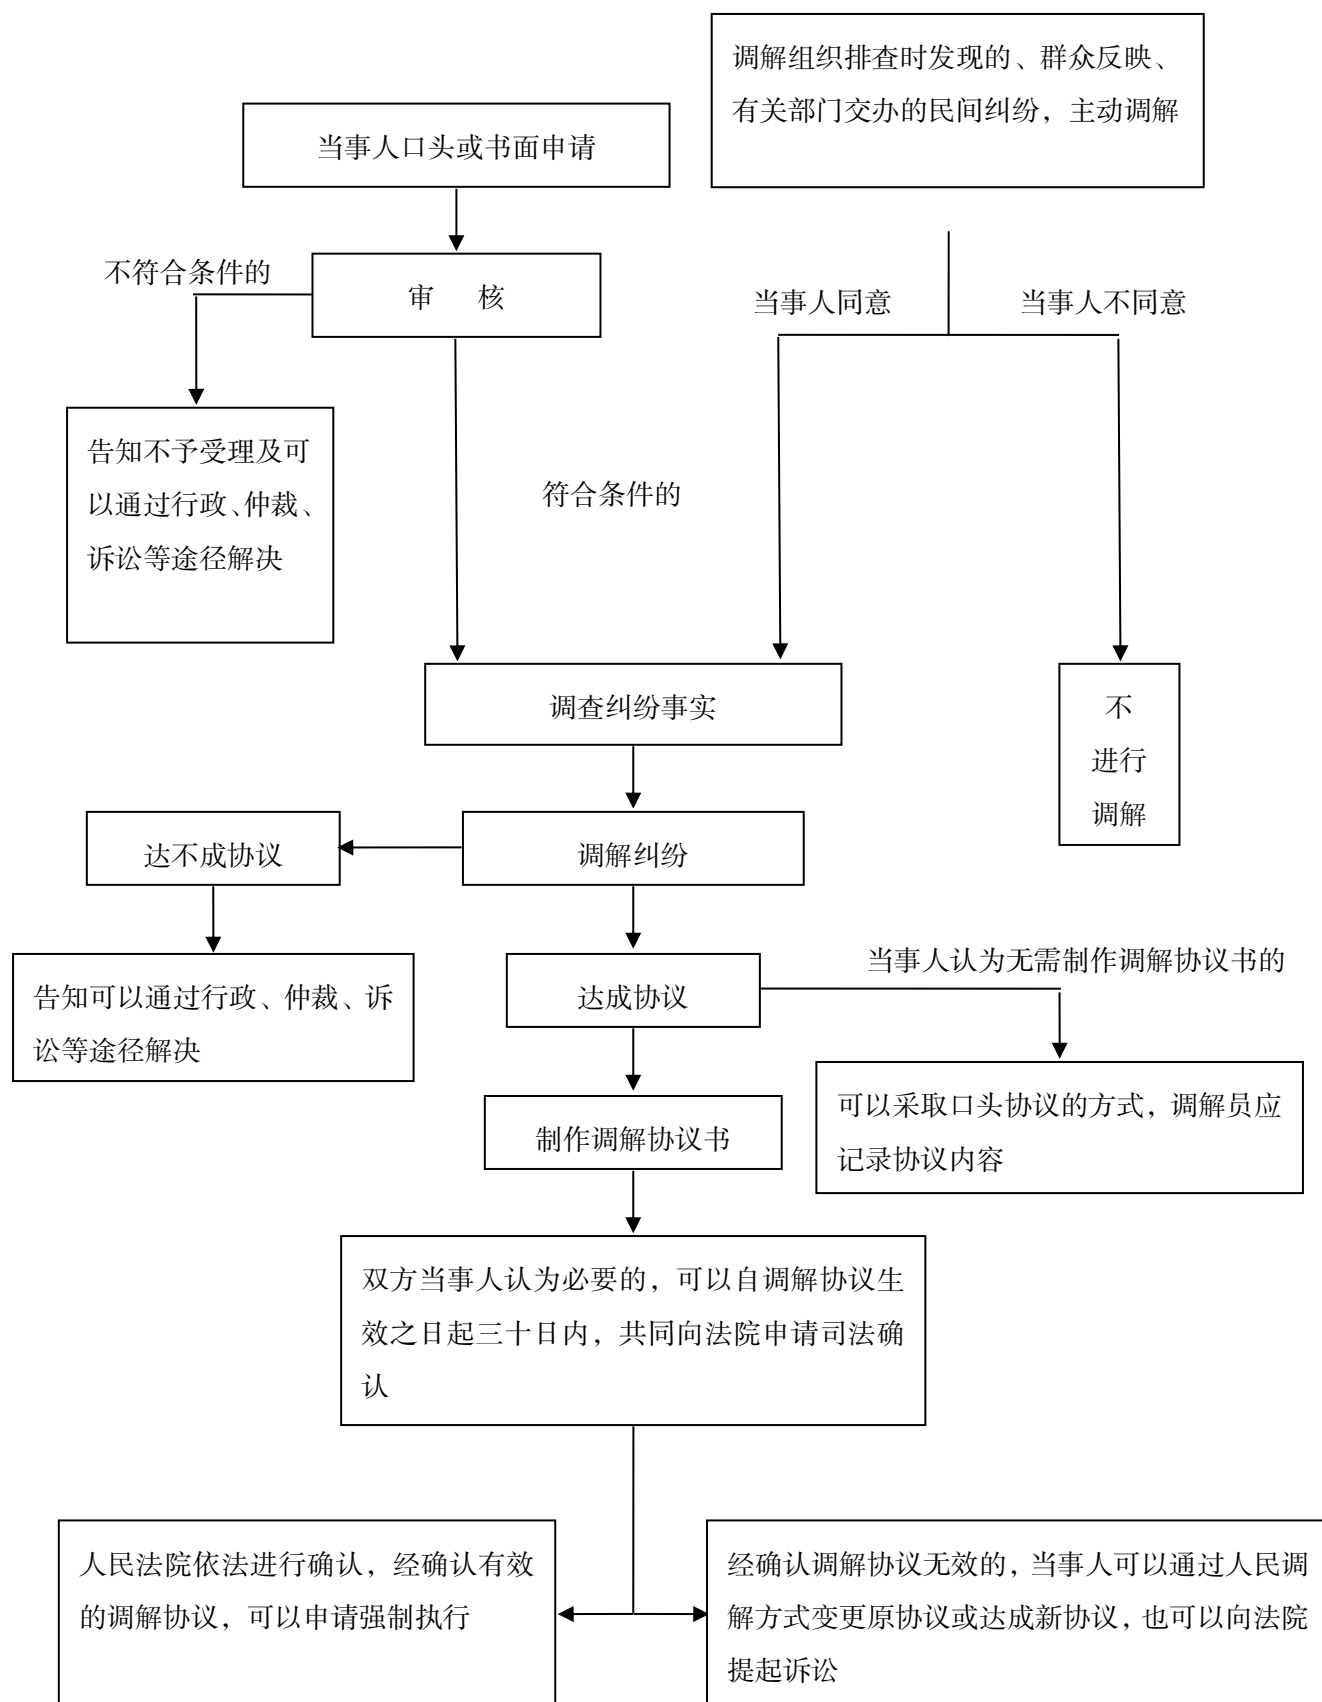 调解组织排查时发现的、群众反映、
有关部门交办的民间纠纷，主动调解
当事人口头或书面申请
不符合条件的
审 核
当事人同意
当事人不同意
告知不予受理及可
以通过行政、仲裁、
诉讼等途径解决
符合条件的
调查纠纷事实
不
进行
调解
达不成协议
调解纠纷
当事人认为无需制作调解协议书的
告知可以通过行政、仲裁、诉
讼等途径解决
达成协议
可以采取口头协议的方式，调解员应
记录协议内容
制作调解协议书
双方当事人认为必要的，可以自调解协议生
效之日起三十日内，共同向法院申请司法确
认
人民法院依法进行确认，经确认有效
的调解协议，可以申请强制执行
经确认调解协议无效的，当事人可以通过人民调
解方式变更原协议或达成新协议，也可以向法院
提起诉讼